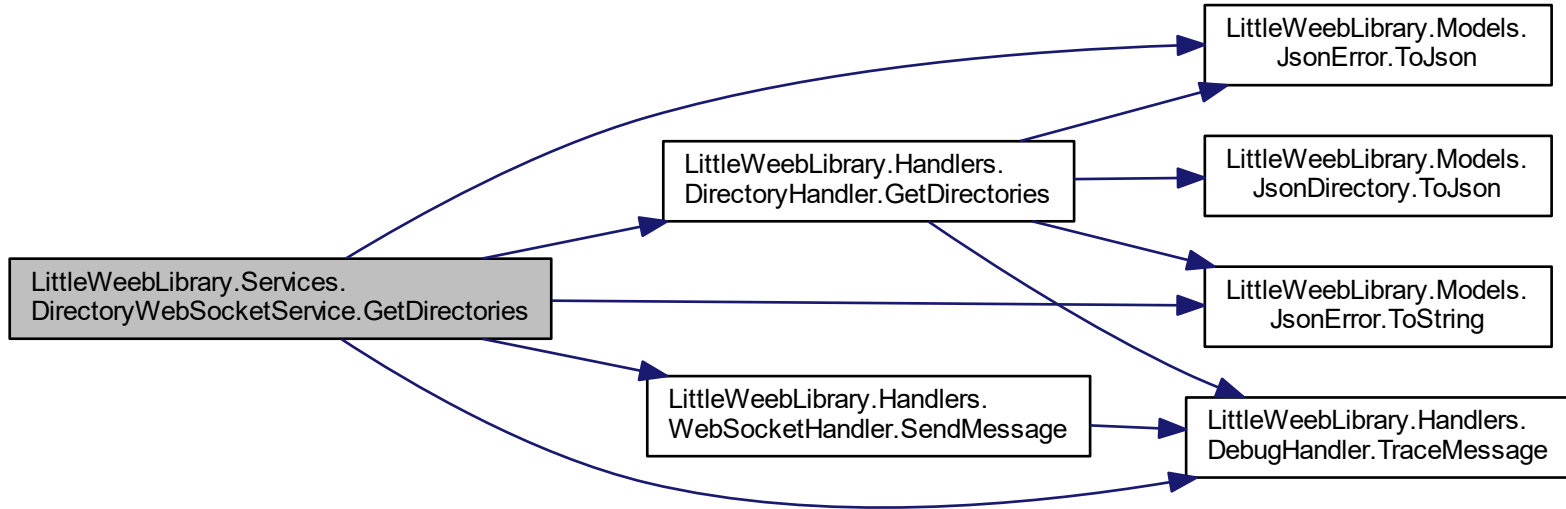 LittleWeebLibrary.Models.
JsonError.ToJson
LittleWeebLibrary.Handlers.
DirectoryHandler.GetDirectories
LittleWeebLibrary.Models.
JsonDirectory.ToJson
LittleWeebLibrary.Services.
DirectoryWebSocketService.GetDirectories
LittleWeebLibrary.Models.
JsonError.ToString
LittleWeebLibrary.Handlers.
WebSocketHandler.SendMessage
LittleWeebLibrary.Handlers.
DebugHandler.TraceMessage